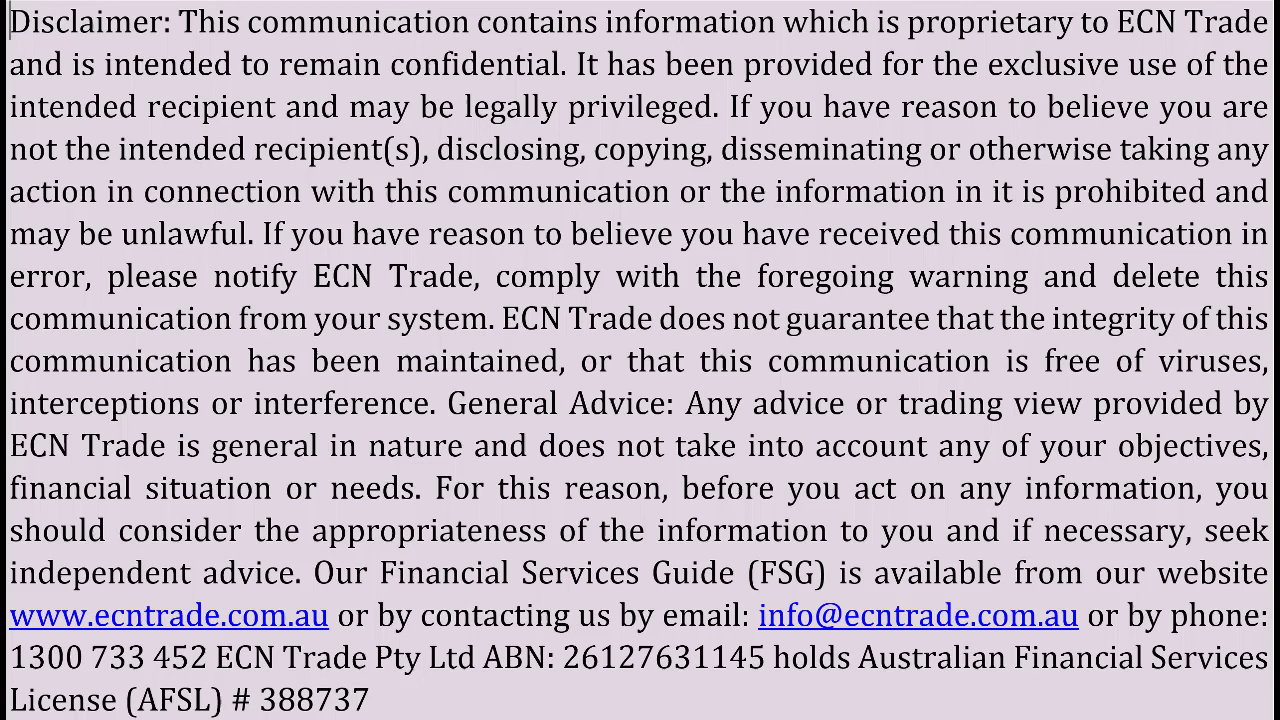 Disclaimer: This communication contains information which is proprietary to ECN Trade
and is intended to remain confidential. It has been provided for the exclusive use of the
intended recipient and may be legally privileged. If you have reason to believe you are
not the intended recipient(s), disclosing, copying, disseminating or otherwise taking any
action in connection with this communication or the information in it is prohibited and
may be unlawful. If you have reason to believe you have received this communication in
error, please notify ECN Trade, comply with the foregoing warning and delete this
communication from your system. ECN Trade does not guarantee that the integrity of this
communication has been maintained, or that this communication is free of viruses,
interceptions or interference. General Advice: Any advice or trading view provided by
ECN Trade is general in nature and does not take into account any of your objectives,
financial situation or needs. For this reason, before you act on any information, you
should consider the appropriateness of the information to you and if necessary, seek
independent advice. Our Financial Services Guide (FSG) is available from our website
www.ecntrade.com.au or by contacting us by email: info@ecntrade.com.au or by phone:
1300 733 452 ECN Trade Pty Ltd ABN: 26127631145 holds Australian Financial Services
License (AFSL) # 388737